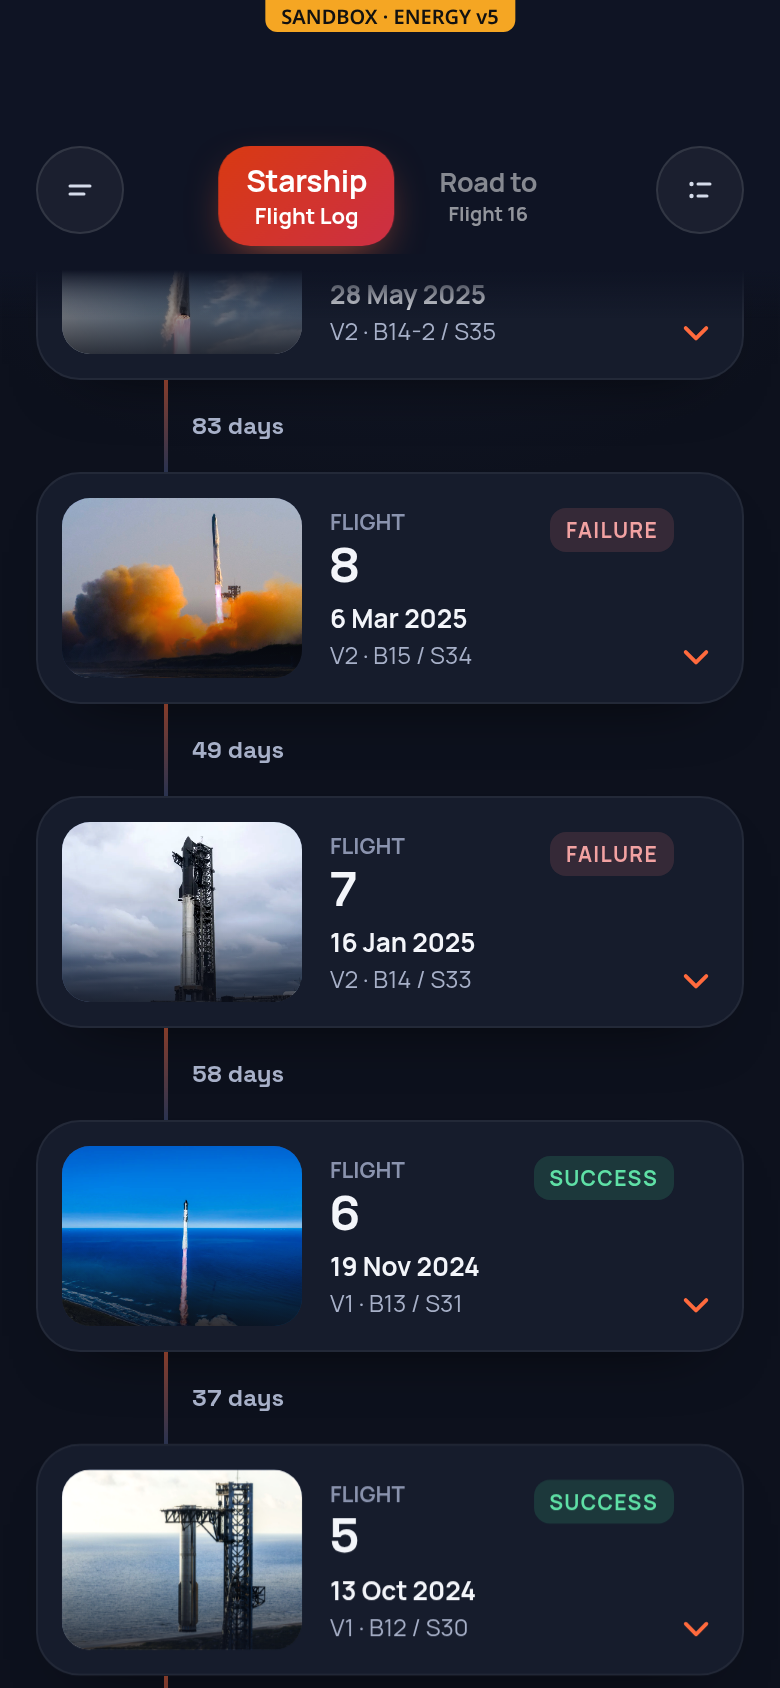 SANDBOX · ENERGY v5
Starship
Flight Log
Road to
Flight 16
28 May 2025
V2 · B14-2 / S35
83 days
FLIGHT
FAILURE
8
6 Mar 2025
V2 · B15 / S34
49 days
FLIGHT
FAILURE
7
16 Jan 2025
V2 · B14 / S33
58 days
FLIGHT
SUCCESS
6
19 Nov 2024
V1 · B13 / S31
37 days
FLIGHT
SUCCESS
5
13 Oct 2024
V1 · B12 / S30